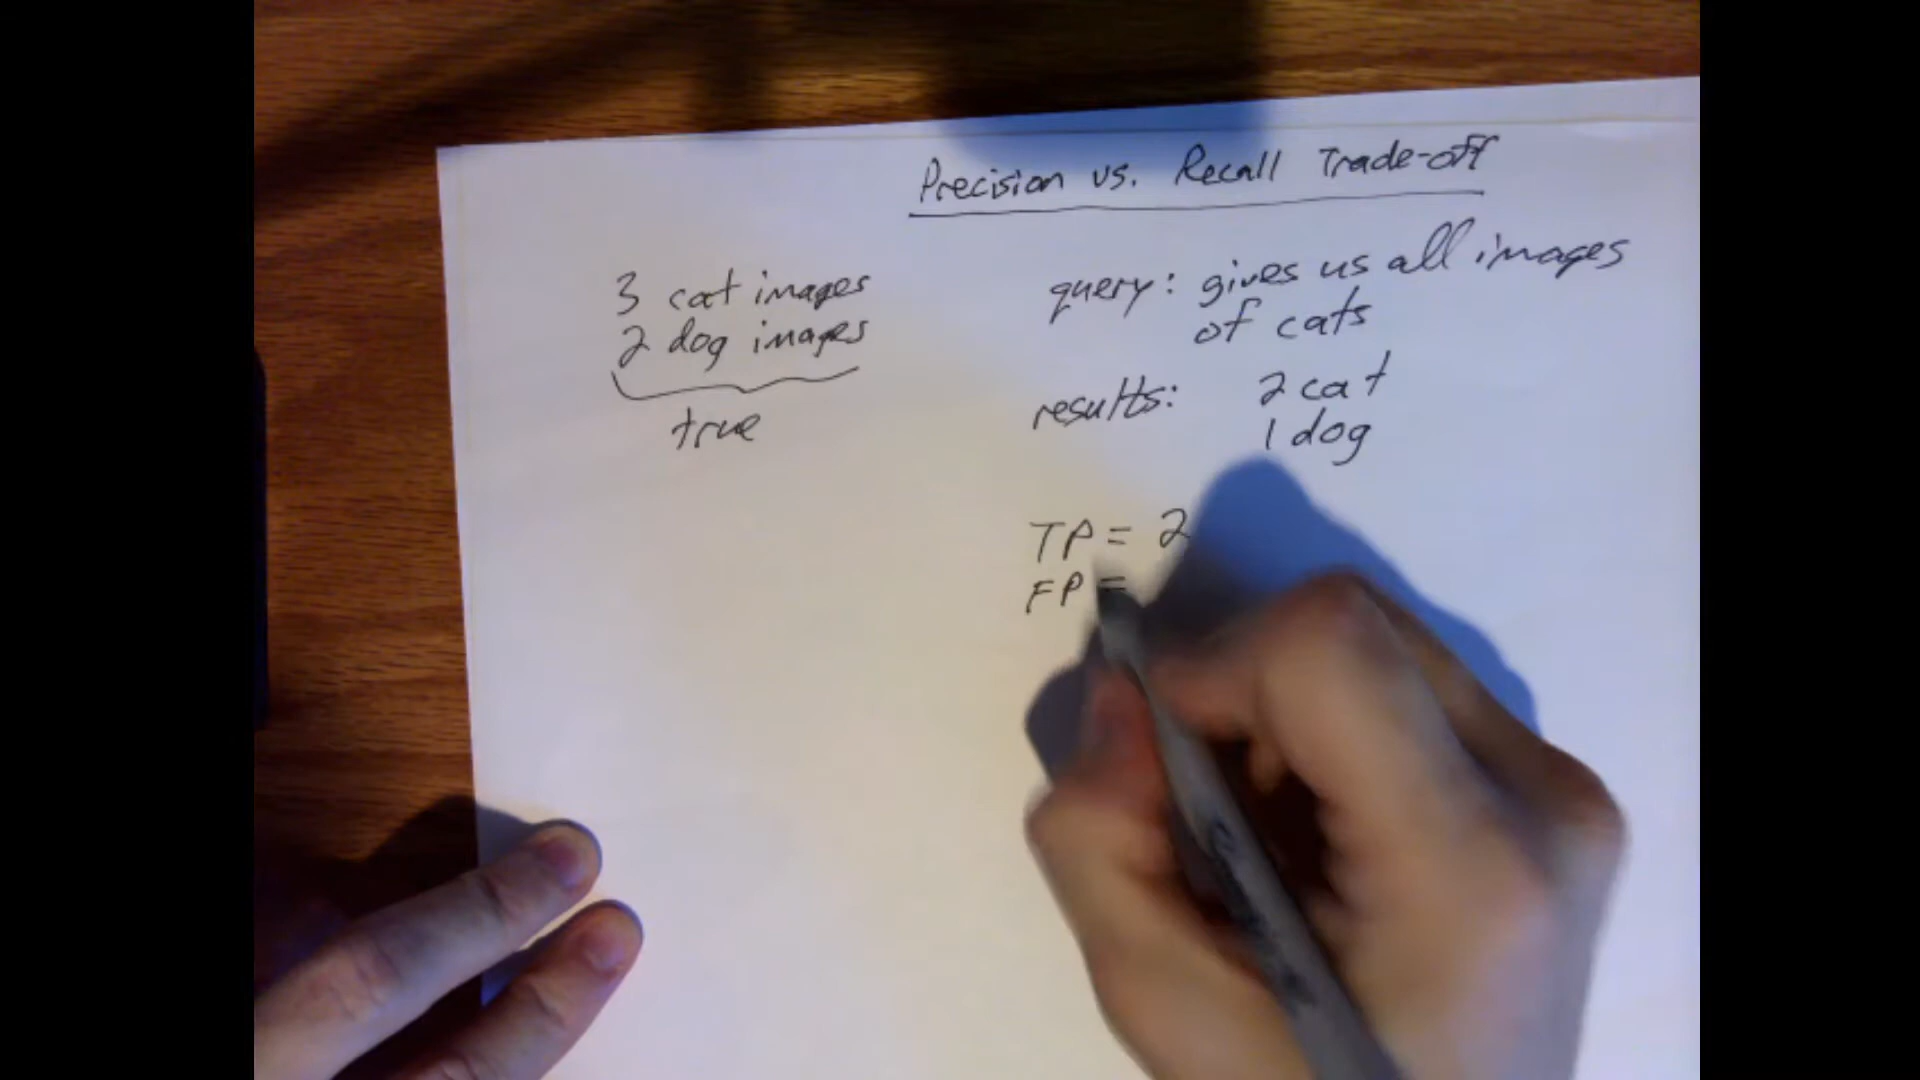 Precision vs. Recall Trade-off
3 cat images
2 dog images
true
query: gives us all images
of cats
results: 2 cat
1 dog
TP = 2
FP =